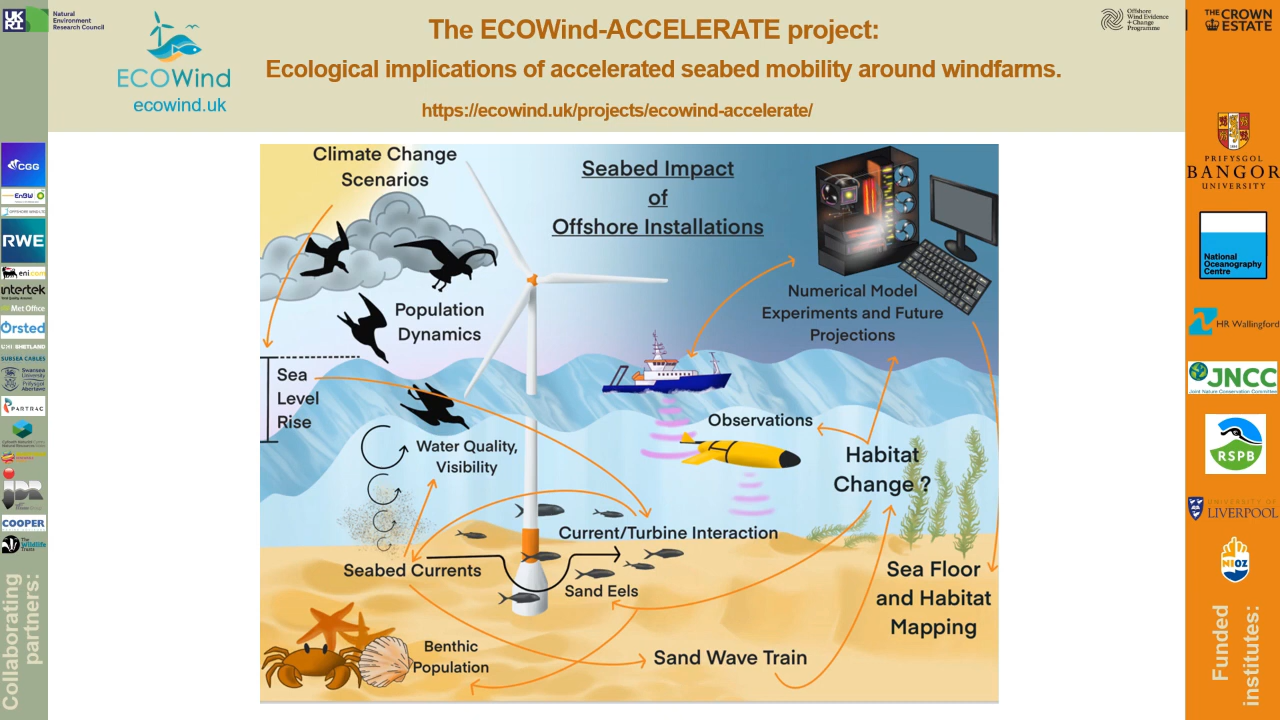 UKRI
Natural
Environment
Research Council
ECOWind
ecowind.uk
The ECOWind-ACCELERATE project:
Ecological implications of accelerated seabed mobility around windfarms.
https://ecowind.uk/projects/ecowind-accelerate/
Offshore
Wind Evidence
+ Change
Programme
THE CROWN
ESTATE
CGG
EnBW
RWE
eni
intertek
Met Office
Ørsted
UHI SHETLAND
SUBSEA CABLES
Swansea
University
Prifysgol
Abertawe
PARTRAC
JDR
COOPER
The
Wildlife
Trusts
Collaborating
partners:
Climate Change
Scenarios
Seabed Impact
of
Offshore Installations
Population
Dynamics
Numerical Model
Experiments and Future
Projections
Sea
Level
Rise
Water Quality,
Visibility
Observations
Habitat
Change ?
Current/Turbine Interaction
Seabed Currents
Sand Eels
Sea Floor
and Habitat
Mapping
Benthic
Population
Sand Wave Train
PRIFYSGOL
BANGOR
UNIVERSITY
National
Oceanography
Centre
HR Wallingford
JNCC
Joint Nature Conservation Committee
RSPB
UNIVERSITY OF
LIVERPOOL
NIOZ
Funded
institutes: